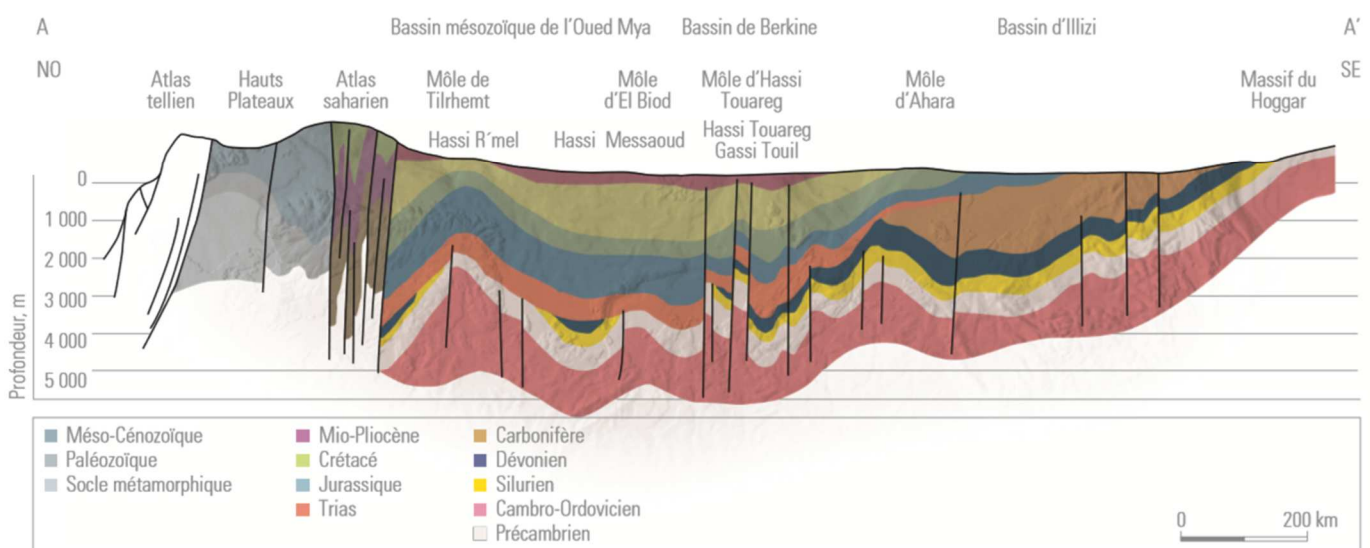 A
Bassin mésozoïque de l'Oued Mya
Bassin de Berkine
Bassin d'Illizi
A'
NO
SE
Atlas
tellien
Hauts
Plateaux
Atlas
saharien
Môle de
Tilrhemt
Môle
d'El Biod
Môle d'Hassi
Touareg
Môle
d'Ahara
Massif du
Hoggar
Hassi R´mel
Hassi Messaoud
Hassi Touareg
Gassi Touil
Profondeur, m
0
1 000
2 000
3 000
4 000
5 000
Méso-Cénozoïque
Paléozoïque
Socle métamorphique
Mio-Pliocène
Crétacé
Jurassique
Trias
Carbonifère
Dévonien
Silurien
Cambro-Ordovicien
Précambrien
0 200 km